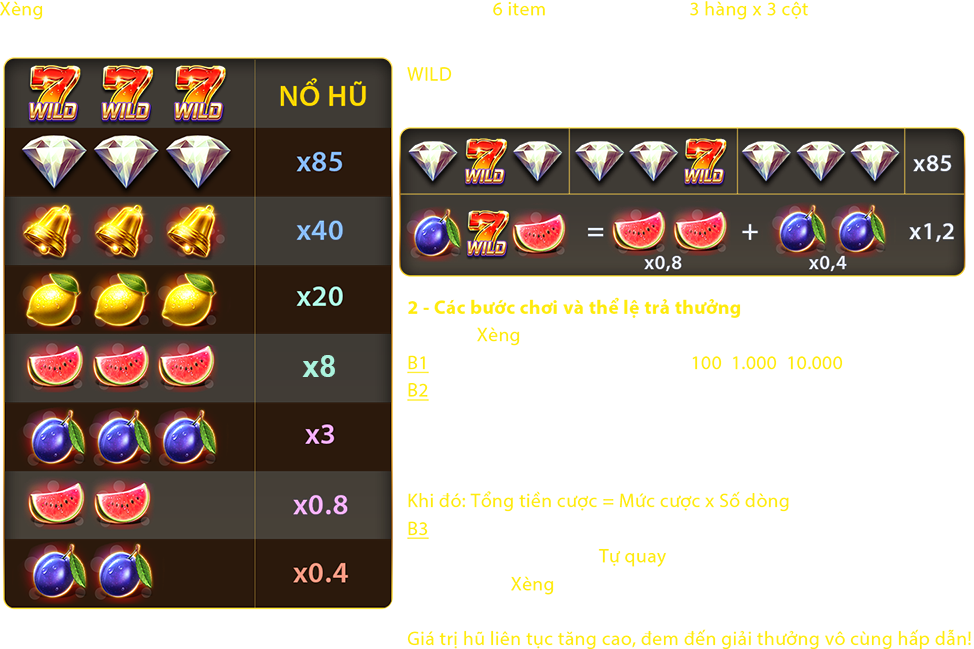 Xèng 6 item 3 hàng x 3 cột
WILD WILD WILD NỔ HŨ
x85
x40
x20
x8
x3
x0.8
x0.4
WILD
WILD WILD x85
WILD = + x1,2
x0,8 x0,4
2 - Các bước chơi và thể lệ trả thưởng
Xèng
B1 100 1.000 10.000
B2
Khi đó: Tổng tiền cược = Mức cược x Số dòng
B3
Tự quay
Xèng
Giá trị hũ liên tục tăng cao, đem đến giải thưởng vô cùng hấp dẫn!